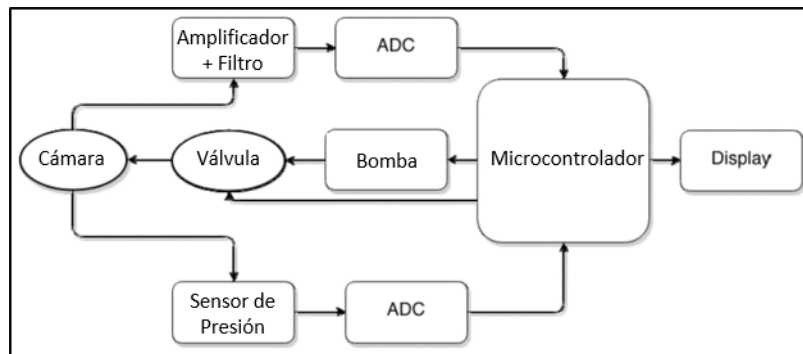 Amplificador
+ Filtro
ADC
Cámara
Válvula
Bomba
Microcontrolador
Display
Sensor de
Presión
ADC